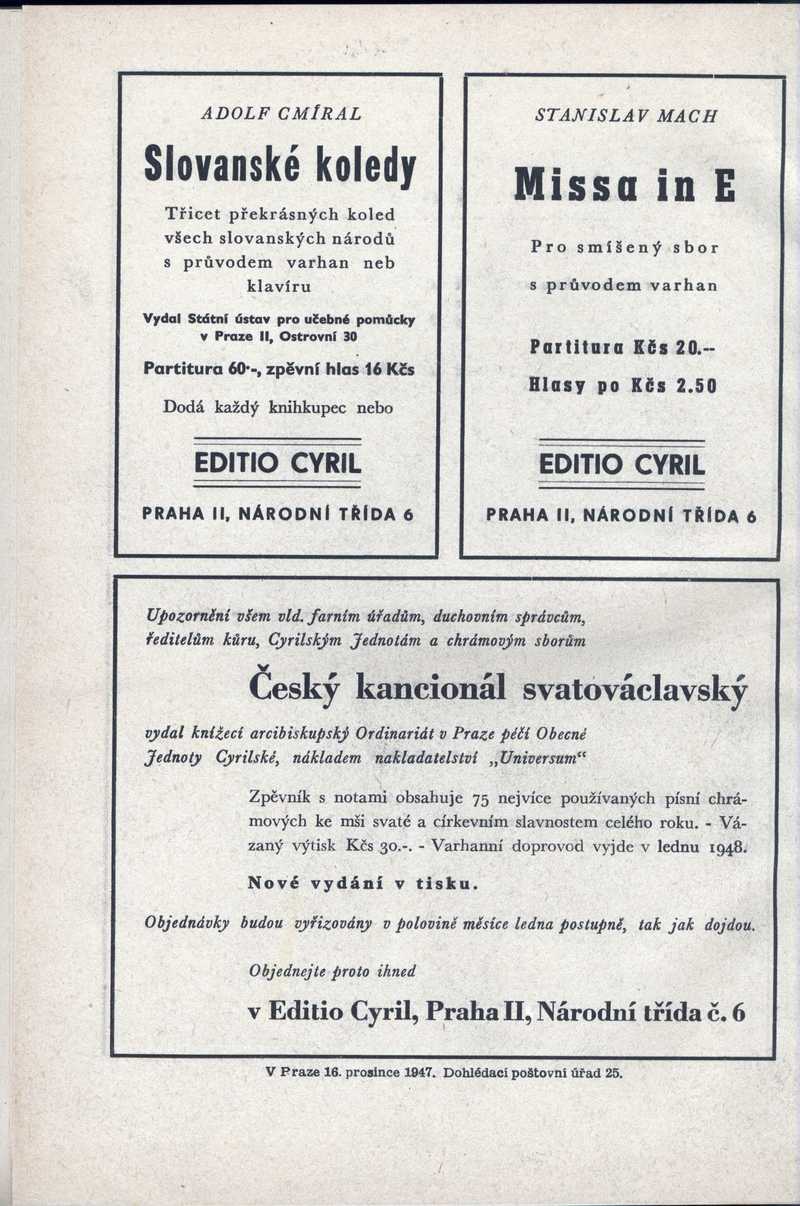 ADOLF CMÍRAL
Slovanské koledy
Třicet překrásných koled
všech slovanských národů
s průvodem varhan neb
klavíru
Vydal Státní ústav pro učebné pomůcky
v Praze II, Ostrovní 30
Partitura 60·-, zpěvní hlas 16 Kčs
Dodá každý knihkupec nebo
EDITIO CYRIL
PRAHA II, NÁRODNÍ TŘÍDA 6
STANISLAV MACH
Missa in E
Pro smíšený sbor
s průvodem varhan
Partitura Kčs 20.--
Hlasy po Kčs 2.50
EDITIO CYRIL
PRAHA II, NÁRODNÍ TŘÍDA 6
Upozornění všem vld. farním úřadům, duchovním správcům,
ředitelům kůru, Cyrilským Jednotám a chrámovým sborům
Český kancionál svatováclavský
vydal knížecí arcibiskupský Ordinariát v Praze péčí Obecné
Jednoty Cyrilské, nákladem nakladatelství „Universum“
Zpěvník s notami obsahuje 75 nejvíce používaných písní chrá-
mových ke mši svaté a církevním slavnostem celého roku. - Vá-
zaný výtisk Kčs 30.-. - Varhanní doprovod vyjde v lednu 1948.
Nové vydání v tisku.
Objednávky budou vyřizovány v polovině měsíce ledna postupně, tak jak dojdou.
Objednejte proto ihned
v Editio Cyril, Praha II, Národní třída č. 6
V Praze 16. prosince 1947. Dohlédací poštovní úřad 25.